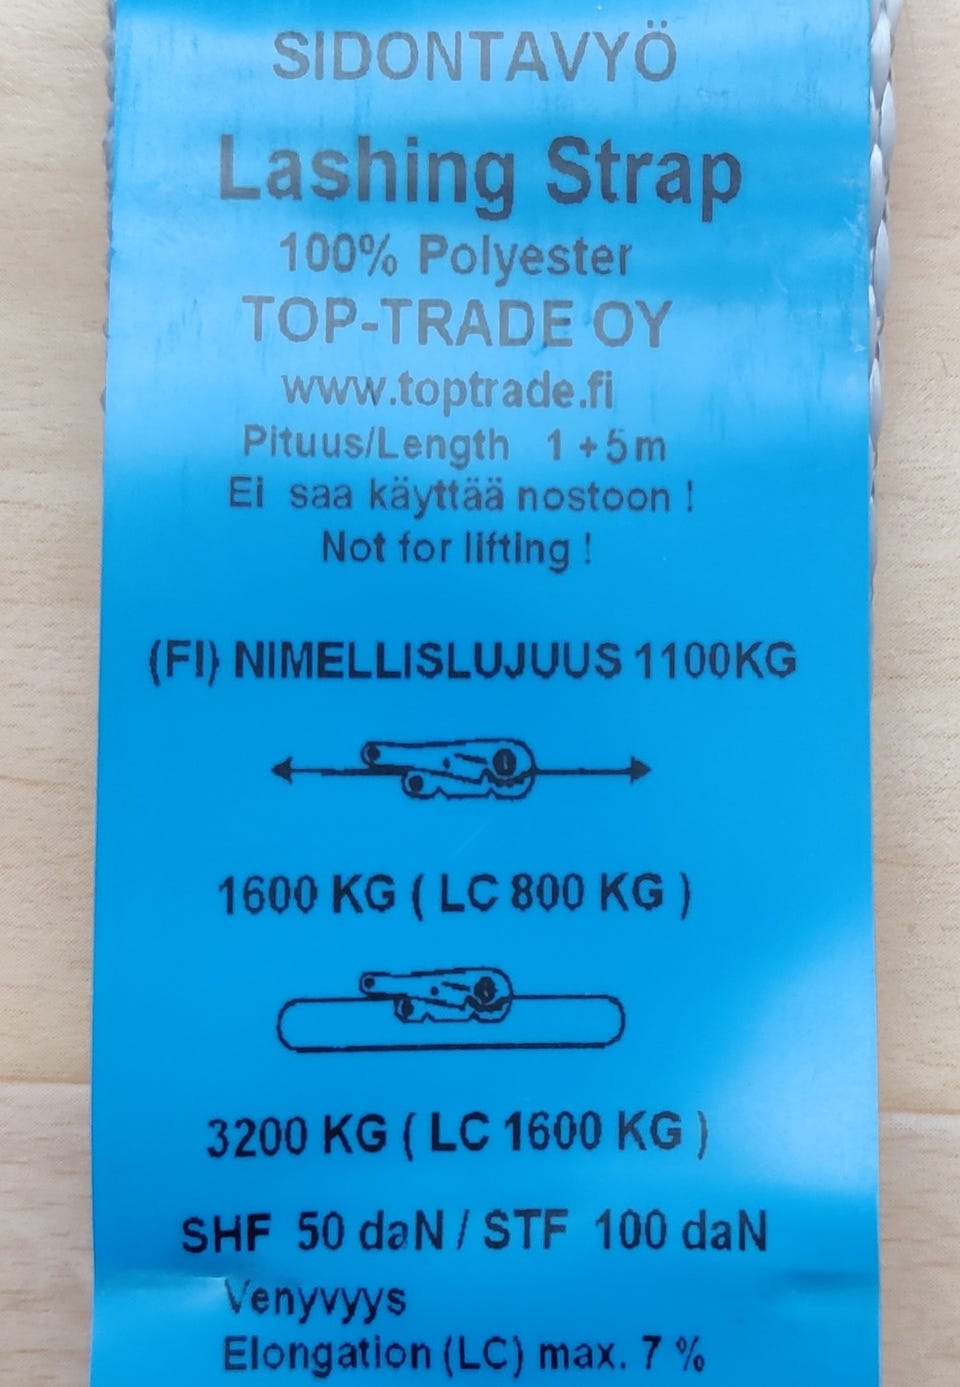 SIDONTAVYÖ
Lashing Strap
100% Polyester
TOP-TRADE OY
www.toptrade.fi
Pituus/Length 1 + 5 m
Ei saa käyttää nostoon !
Not for lifting !
(FI) NIMELLISLUJUUS 1100KG
1600 KG ( LC 800 KG )
3200 KG ( LC 1600 KG )
SHF 50 daN / STF 100 daN
Venyvyys
Elongation (LC) max. 7 %